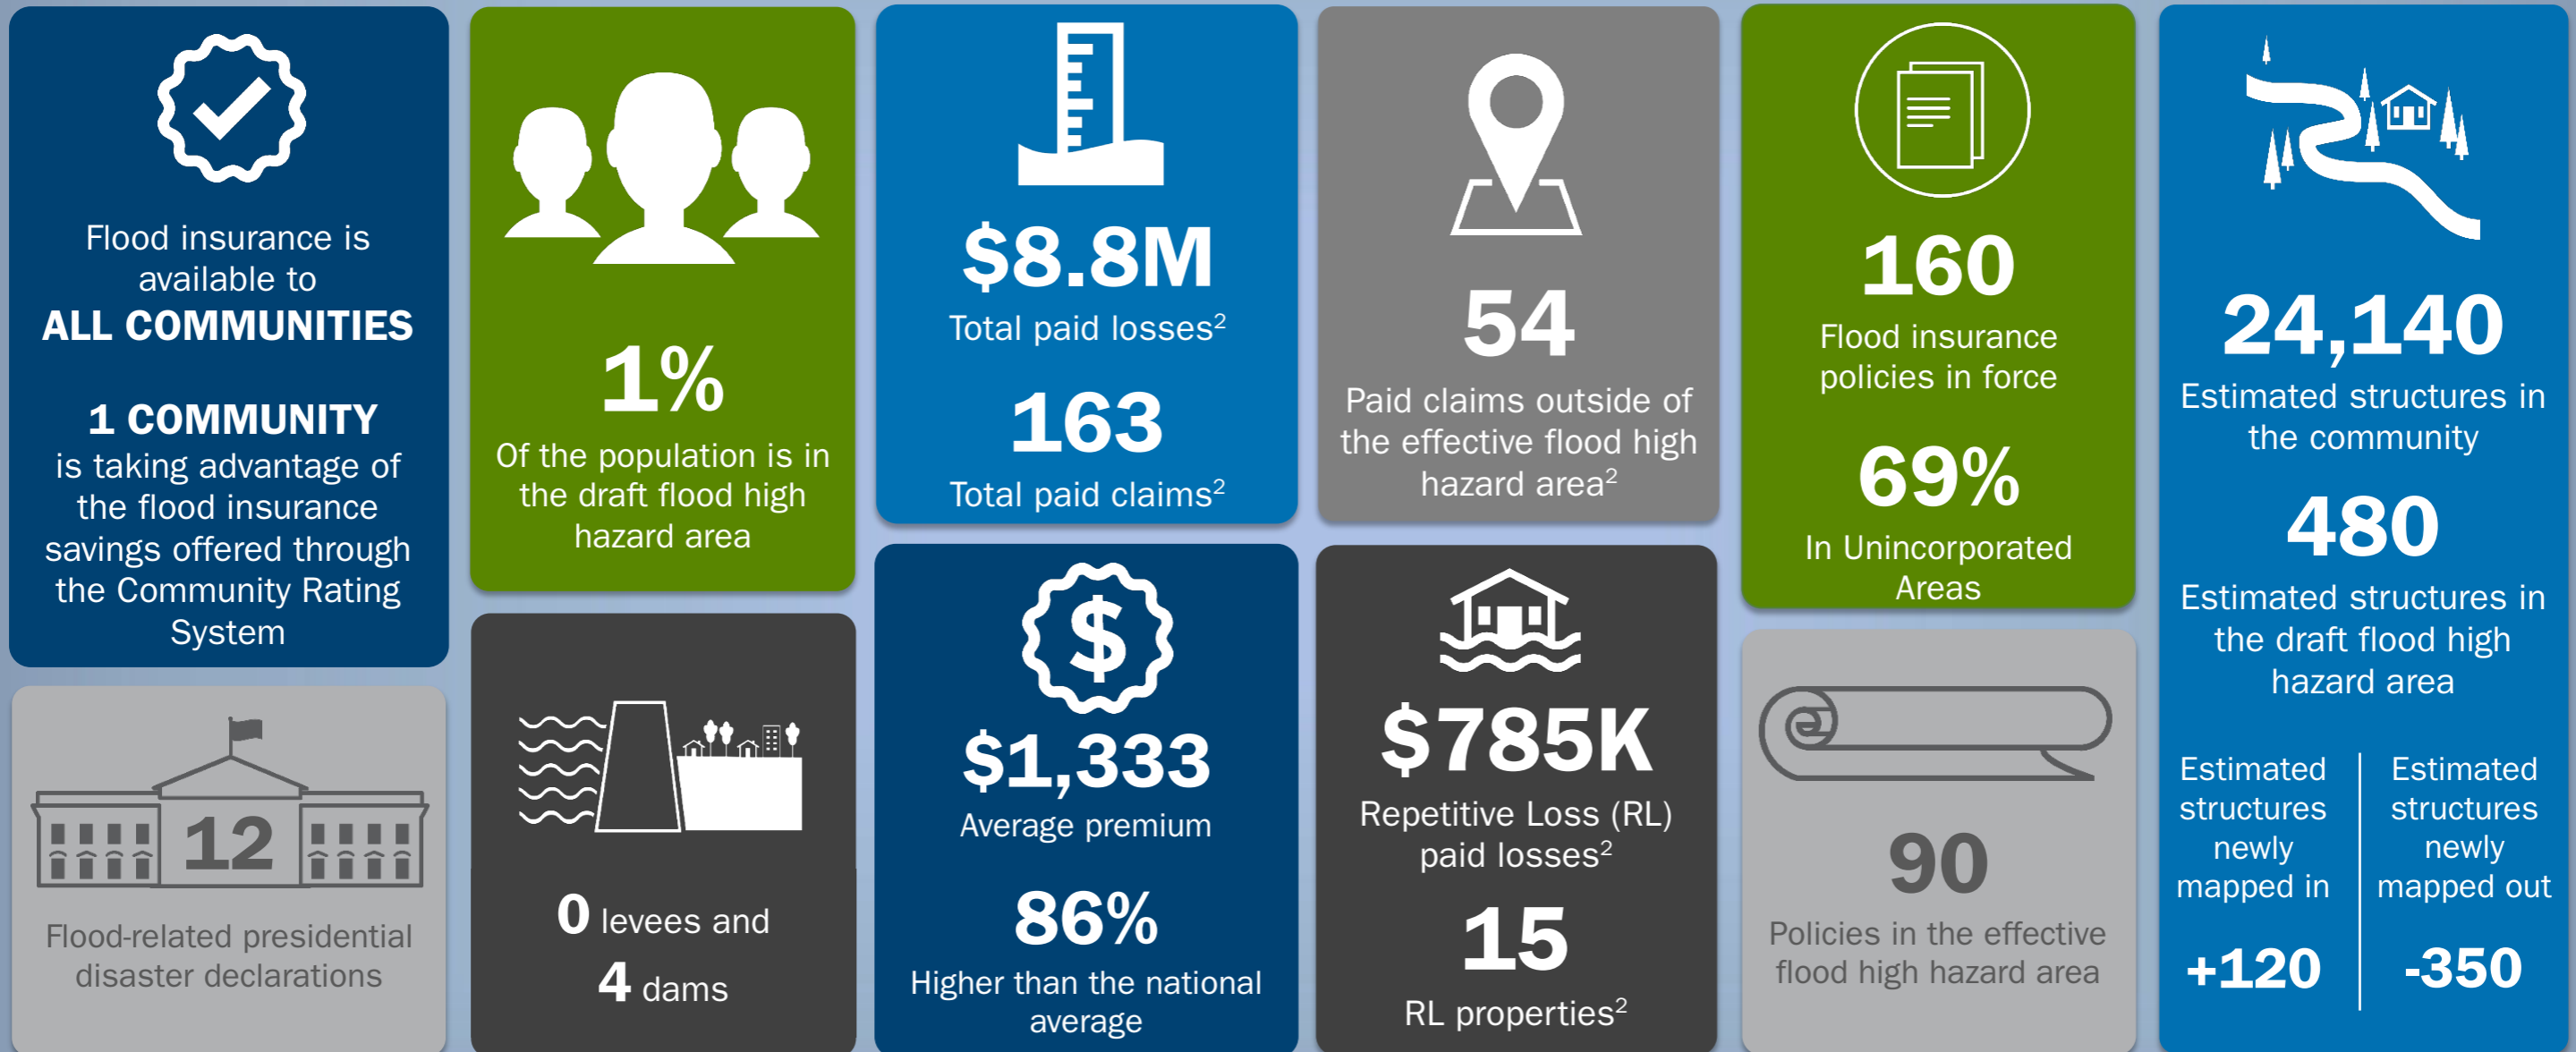 Flood insurance is
available to
ALL COMMUNITIES
1 COMMUNITY
is taking advantage of
the flood insurance
savings offered through
the Community Rating
System
12
Flood-related presidential
disaster declarations
1%
Of the population is in
the draft flood high
hazard area
0 levees and
4 dams
$8.8M
Total paid losses²
163
Total paid claims²
$
$1,333
Average premium
86%
Higher than the national
average
54
Paid claims outside of
the effective flood high
hazard area²
$785K
Repetitive Loss (RL)
paid losses²
15
RL properties²
160
Flood insurance
policies in force
69%
In Unincorporated
Areas
90
Policies in the effective
flood high hazard area
24,140
Estimated structures in
the community
480
Estimated structures in
the draft flood high
hazard area
Estimated
structures
newly
mapped in
+120
Estimated
structures
newly
mapped out
-350